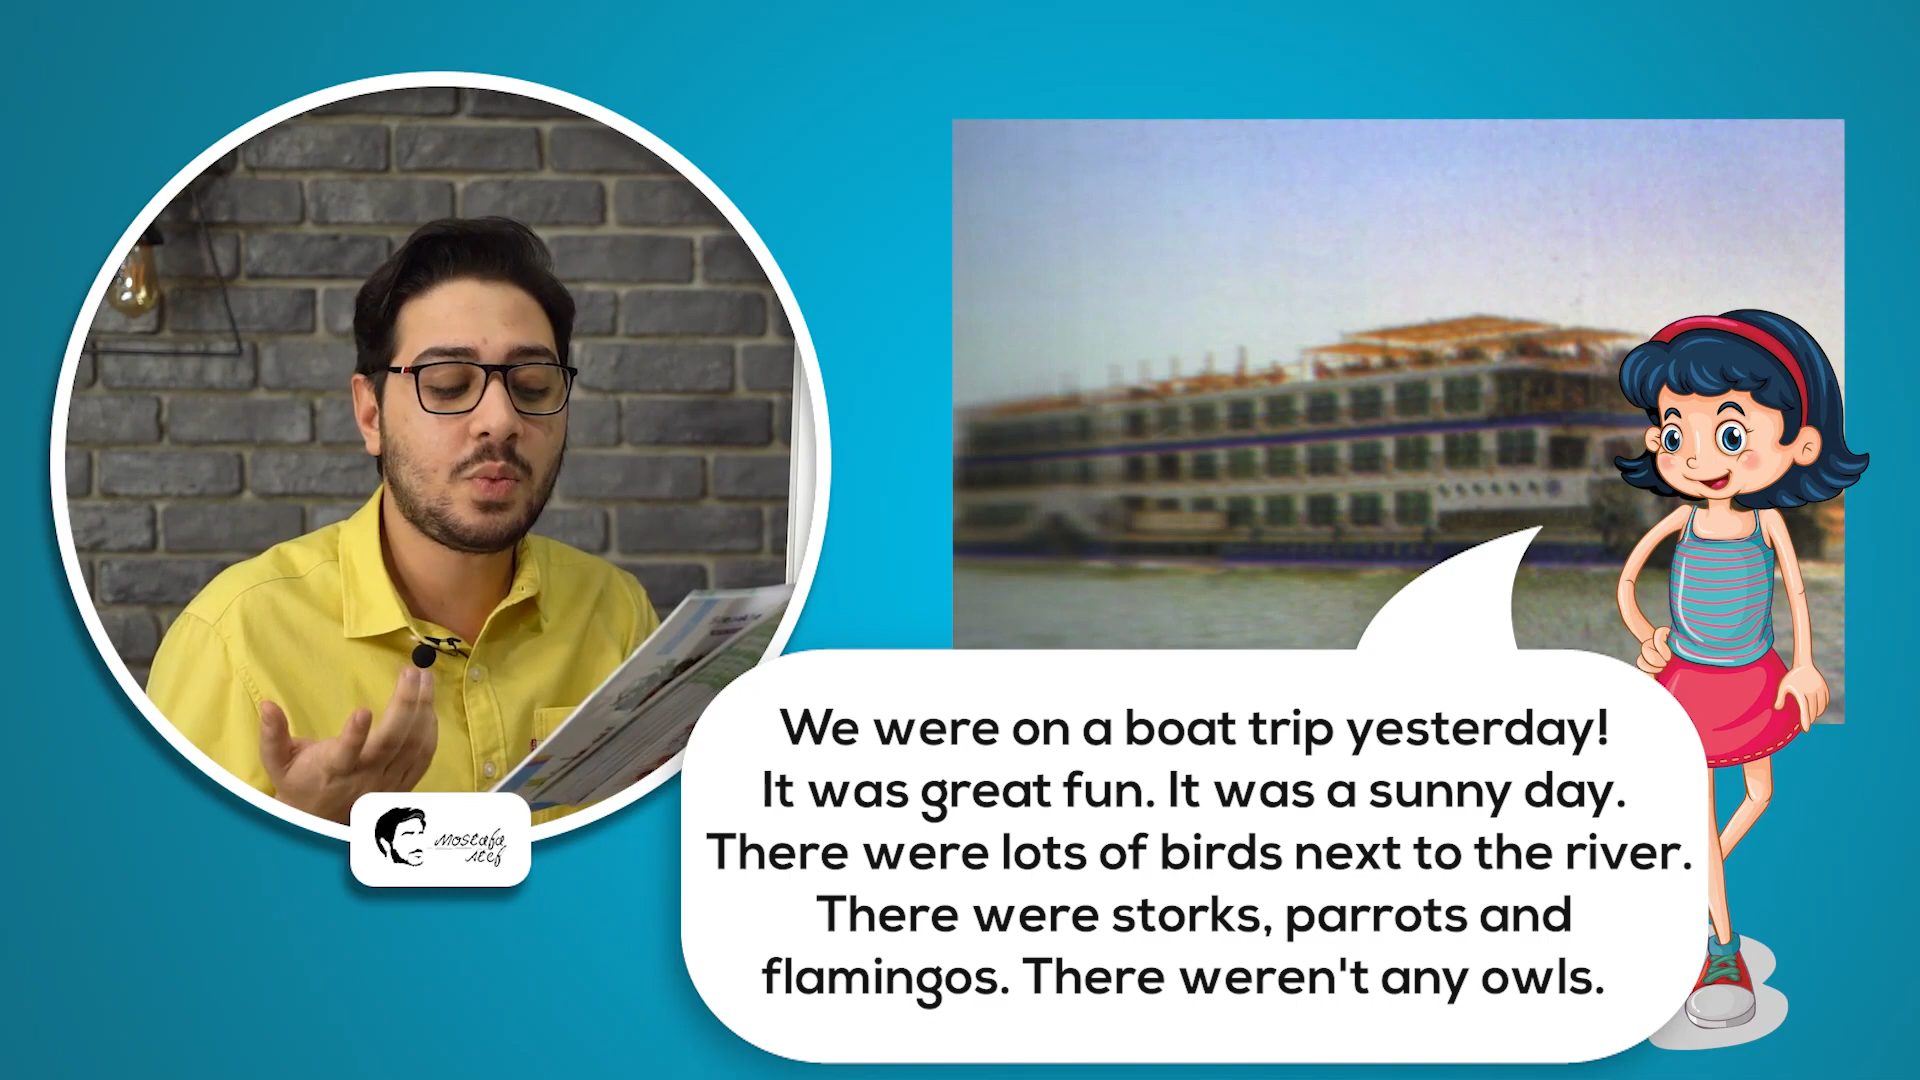 Mostafa
Atef
We were on a boat trip yesterday!
It was great fun. It was a sunny day.
There were lots of birds next to the river.
There were storks, parrots and
flamingos. There weren't any owls.